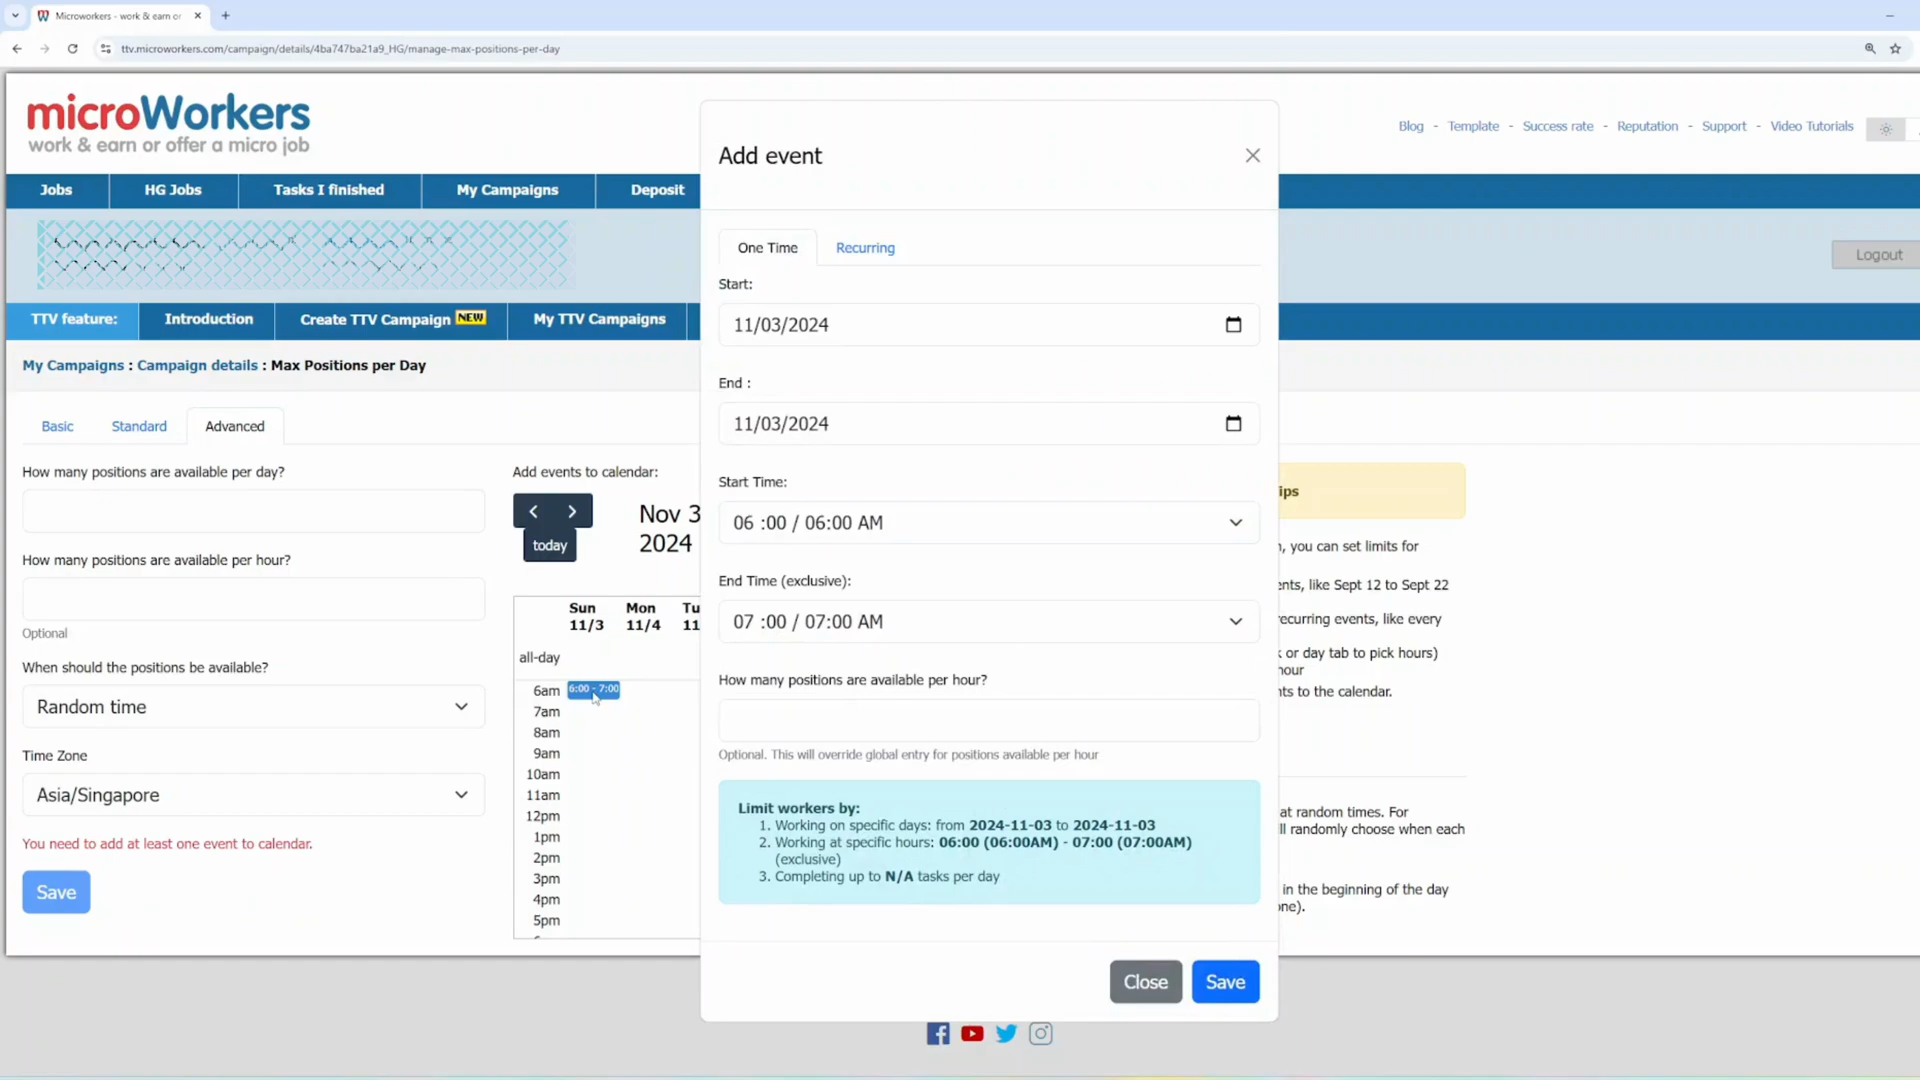 Microworkers - work & earn or
ttv.microworkers.com/campaign/details/4ba747ba21a9_HG/manage-max-positions-per-day
microWorkers
work & earn or offer a micro job
Blog - Template - Success rate - Reputation - Support - Video Tutorials
Jobs
HG Jobs
Tasks I finished
My Campaigns
Deposit
Logout
TTV feature:
Introduction
Create TTV Campaign NEW
My TTV Campaigns
My Campaigns : Campaign details : Max Positions per Day
Basic
Standard
Advanced
How many positions are available per day?
How many positions are available per hour?
Optional
When should the positions be available?
Random time
Time Zone
Asia/Singapore
You need to add at least one event to calendar.
Save
Add events to calendar:
today
Nov 3
2024
Sun
11/3
Mon
11/4
Tu
11
all-day
6am
6:00 - 7:00
7am
8am
9am
10am
11am
12pm
1pm
2pm
3pm
4pm
5pm
Add event
One Time
Recurring
Start:
11/03/2024
End :
11/03/2024
Start Time:
06 :00 / 06:00 AM
End Time (exclusive):
07 :00 / 07:00 AM
How many positions are available per hour?
Optional. This will override global entry for positions available per hour
Limit workers by:
1. Working on specific days: from 2024-11-03 to 2024-11-03
2. Working at specific hours: 06:00 (06:00AM) - 07:00 (07:00AM)
(exclusive)
3. Completing up to N/A tasks per day
Close
Save
ips
, you can set limits for
ents, like Sept 12 to Sept 22
ecurring events, like every
or day tab to pick hours)
hour
nts to the calendar.
at random times. For
ll randomly choose when each
in the beginning of the day
one).